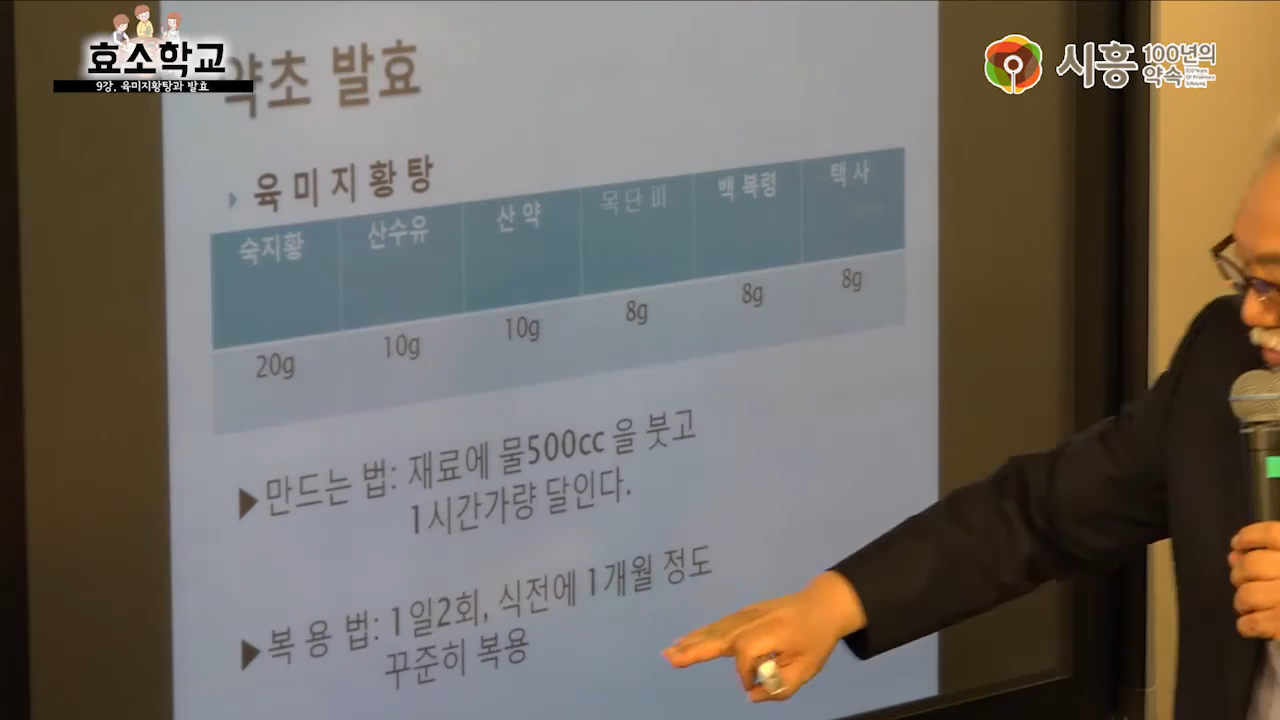 효소학교
9강. 육미지황탕과 발효
시흥
100년의
약속
약초 발효
육미지황탕
숙지황 산수유 산약 목단피 백복령 택사
20g 10g 10g 8g 8g 8g
▶만드는 법: 재료에 물500cc 을 붓고
1시간가량 달인다.
▶복 용 법: 1일2회, 식전에 1개월 정도
꾸준히 복용